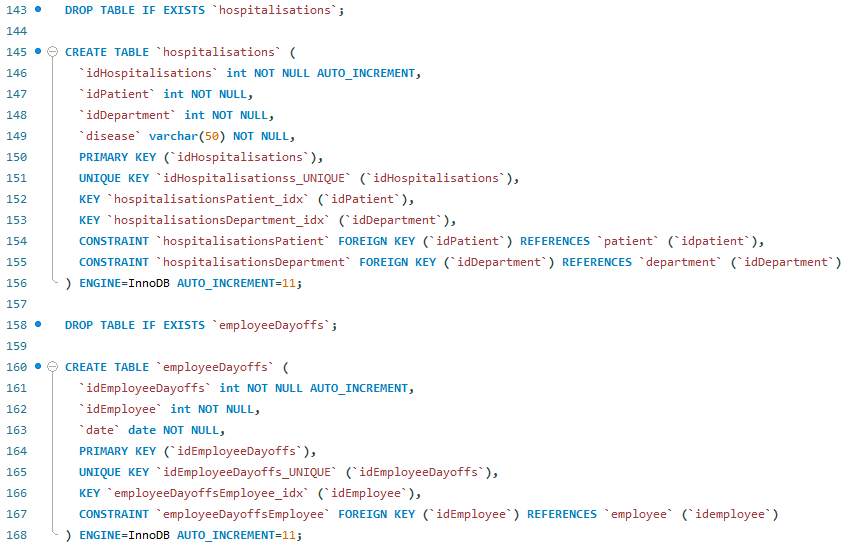 143 DROP TABLE IF EXISTS `hospitalisations`;
144
145 CREATE TABLE `hospitalisations` (
146 `idHospitalisations` int NOT NULL AUTO_INCREMENT,
147 `idPatient` int NOT NULL,
148 `idDepartment` int NOT NULL,
149 `disease` varchar(50) NOT NULL,
150 PRIMARY KEY (`idHospitalisations`),
151 UNIQUE KEY `idHospitalisationss_UNIQUE` (`idHospitalisations`),
152 KEY `hospitalisationsPatient_idx` (`idPatient`),
153 KEY `hospitalisationsDepartment_idx` (`idDepartment`),
154 CONSTRAINT `hospitalisationsPatient` FOREIGN KEY (`idPatient`) REFERENCES `patient` (`idpatient`),
155 CONSTRAINT `hospitalisationsDepartment` FOREIGN KEY (`idDepartment`) REFERENCES `department` (`idDepartment`)
156 ) ENGINE=InnoDB AUTO_INCREMENT=11;
157
158 DROP TABLE IF EXISTS `employeeDayoffs`;
159
160 CREATE TABLE `employeeDayoffs` (
161 `idEmployeeDayoffs` int NOT NULL AUTO_INCREMENT,
162 `idEmployee` int NOT NULL,
163 `date` date NOT NULL,
164 PRIMARY KEY (`idEmployeeDayoffs`),
165 UNIQUE KEY `idEmployeeDayoffs_UNIQUE` (`idEmployeeDayoffs`),
166 KEY `employeeDayoffsEmployee_idx` (`idEmployee`),
167 CONSTRAINT `employeeDayoffsEmployee` FOREIGN KEY (`idEmployee`) REFERENCES `employee` (`idemployee`)
168 ) ENGINE=InnoDB AUTO_INCREMENT=11;